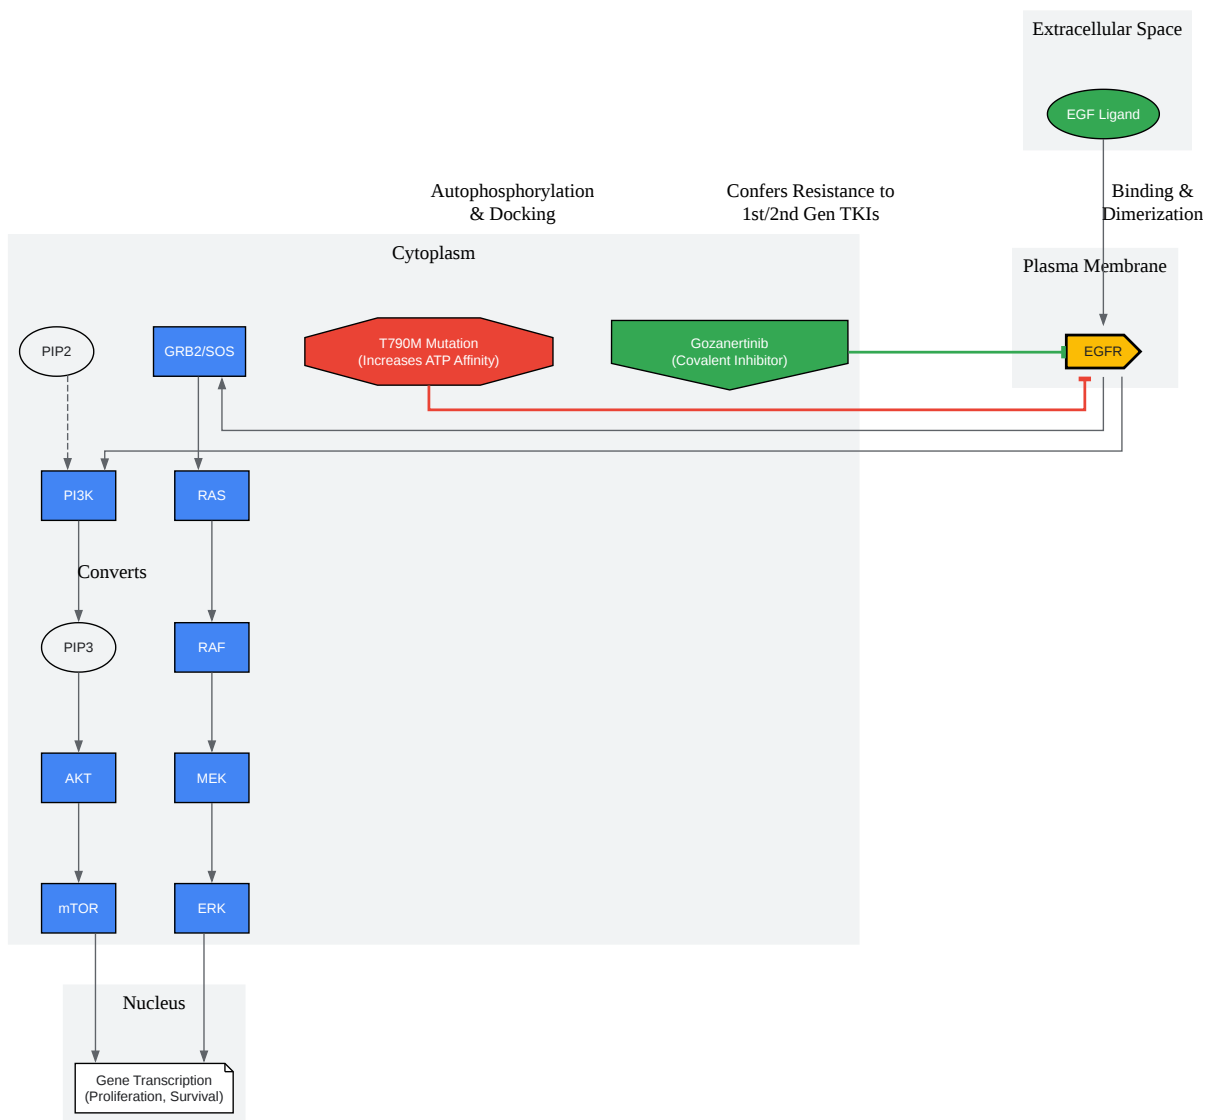 Extracellular Space
EGF Ligand
Autophosphorylation
& Docking
Confers Resistance to
1st/2nd Gen TKIs
Binding &
Dimerization
Cytoplasm
Plasma Membrane
PIP2
GRB2/SOS
T790M Mutation
(Increases ATP Affinity)
Gozanertinib
(Covalent Inhibitor)
EGFR
PI3K
RAS
Converts
PIP3
RAF
AKT
MEK
mTOR
ERK
Nucleus
Gene Transcription
(Proliferation, Survival)